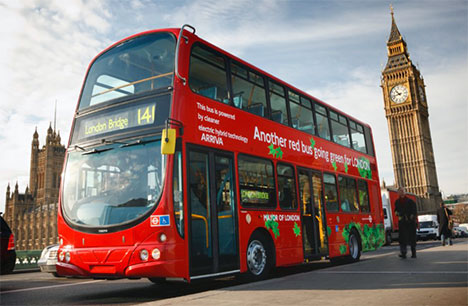 London Bridge 141
This bus is powered
by cleaner
electric hybrid technology
ARRIVA
Another red bus going green for LONDON
MAYOR OF LONDON